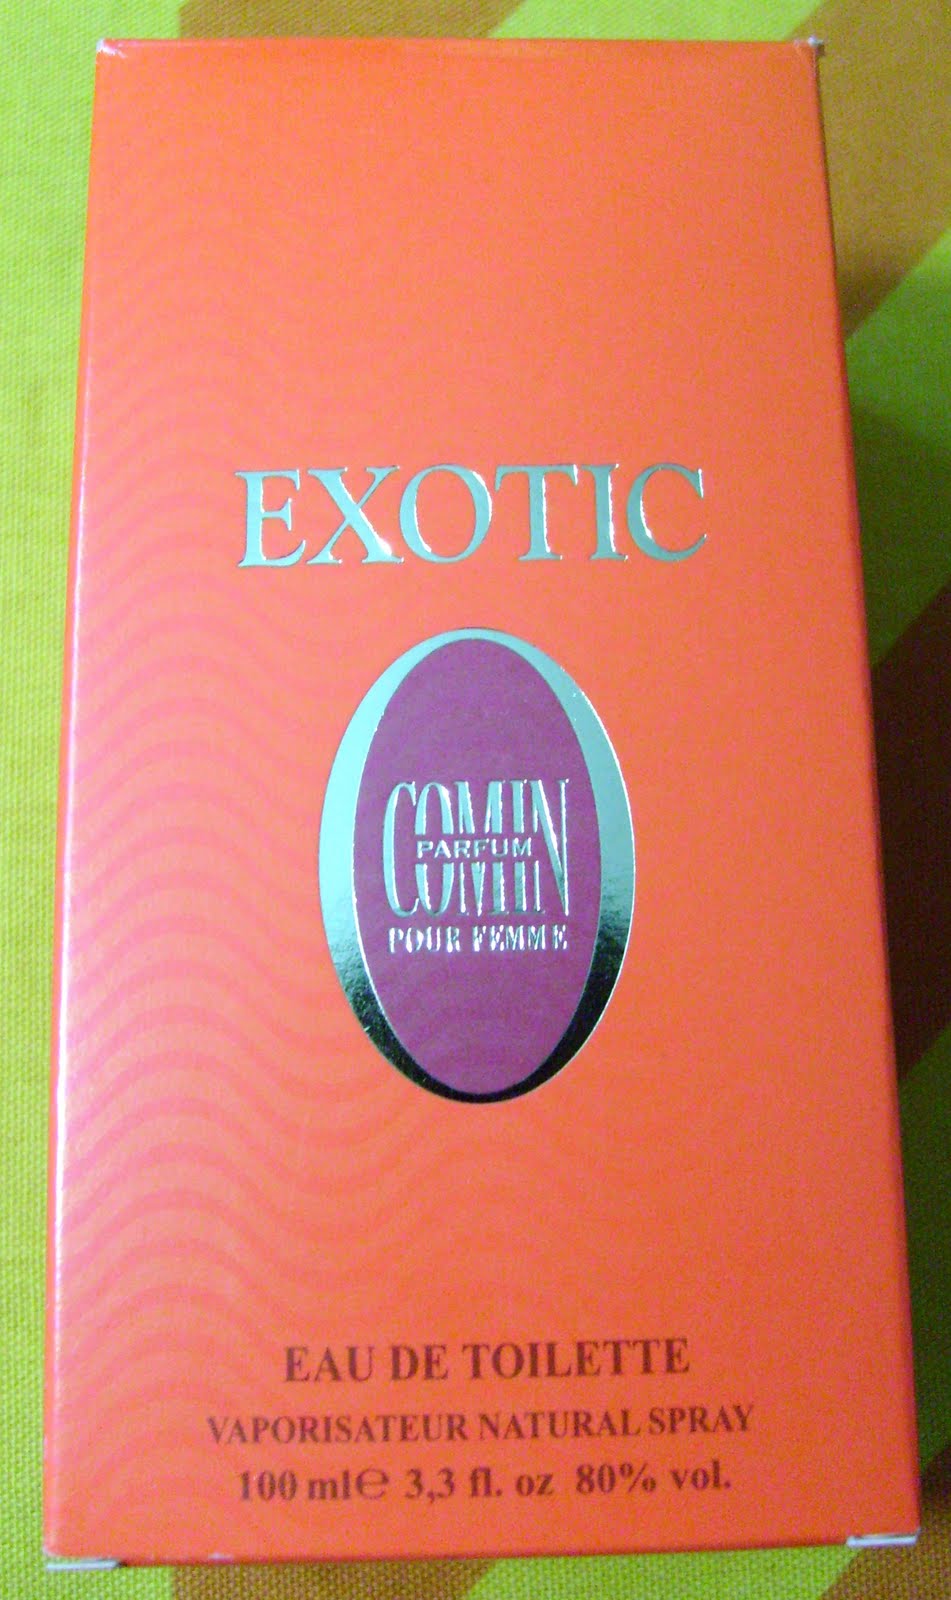 EXOTIC
COMIN
PARFUM
POUR FEMME
EAU DE TOILETTE
VAPORISATEUR NATURAL SPRAY
100 ml℮ 3,3 fl. oz 80% vol.